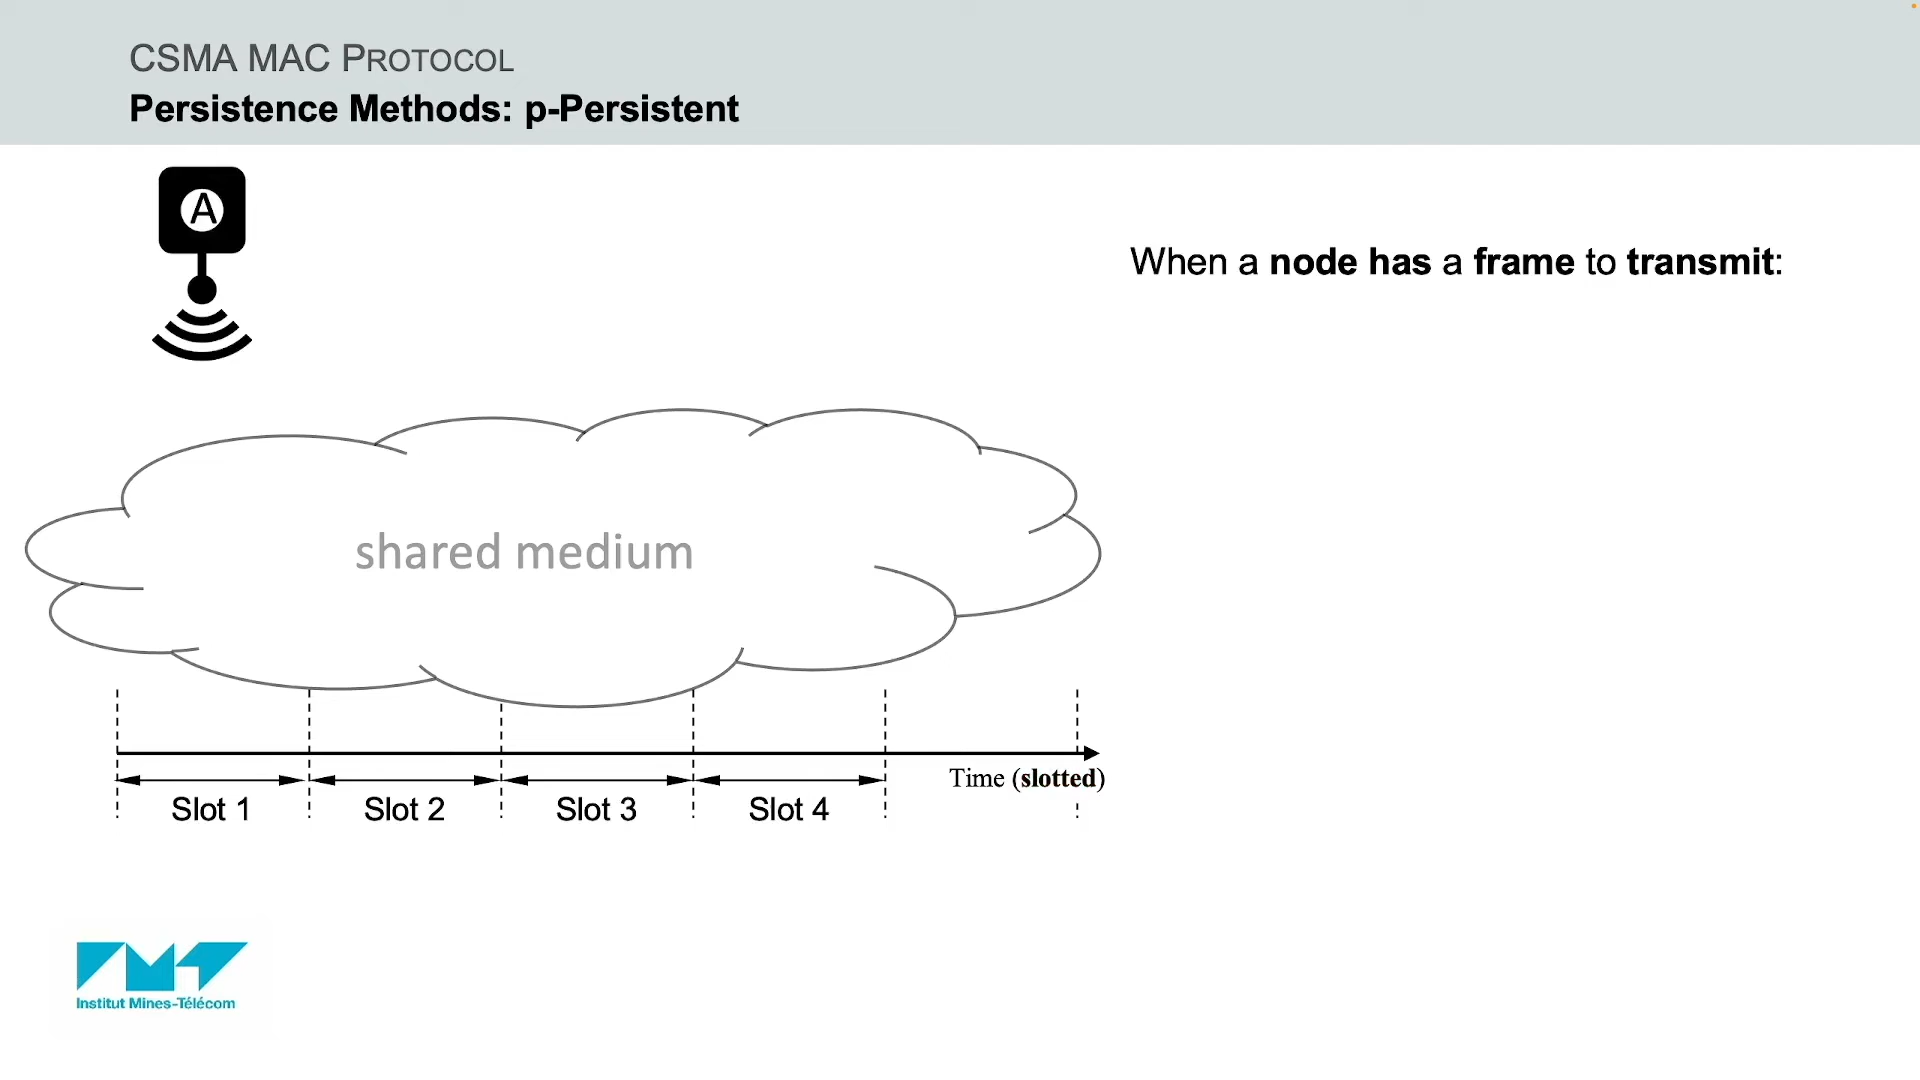 CSMA MAC PROTOCOL
Persistence Methods: p-Persistent
A
When a node has a frame to transmit:
shared medium
Time (slotted)
Slot 1 Slot 2 Slot 3 Slot 4
Institut Mines-Télécom